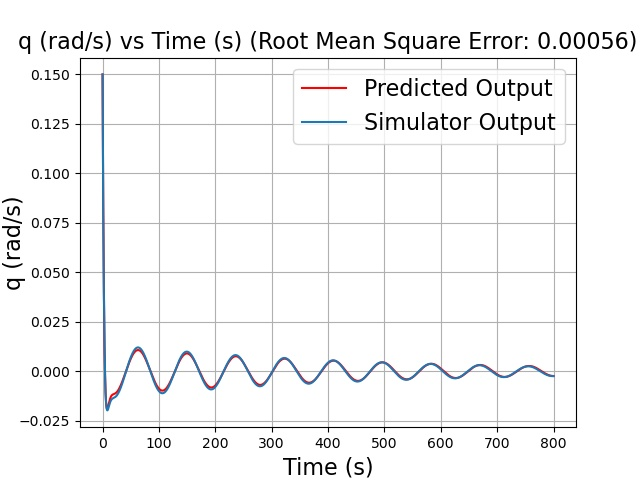 q (rad/s) vs Time (s) (Root Mean Square Error: 0.00056)
Predicted Output
Simulator Output
q (rad/s)
0.150
0.125
0.100
0.075
0.050
0.025
0.000
−0.025
0 100 200 300 400 500 600 700 800
Time (s)